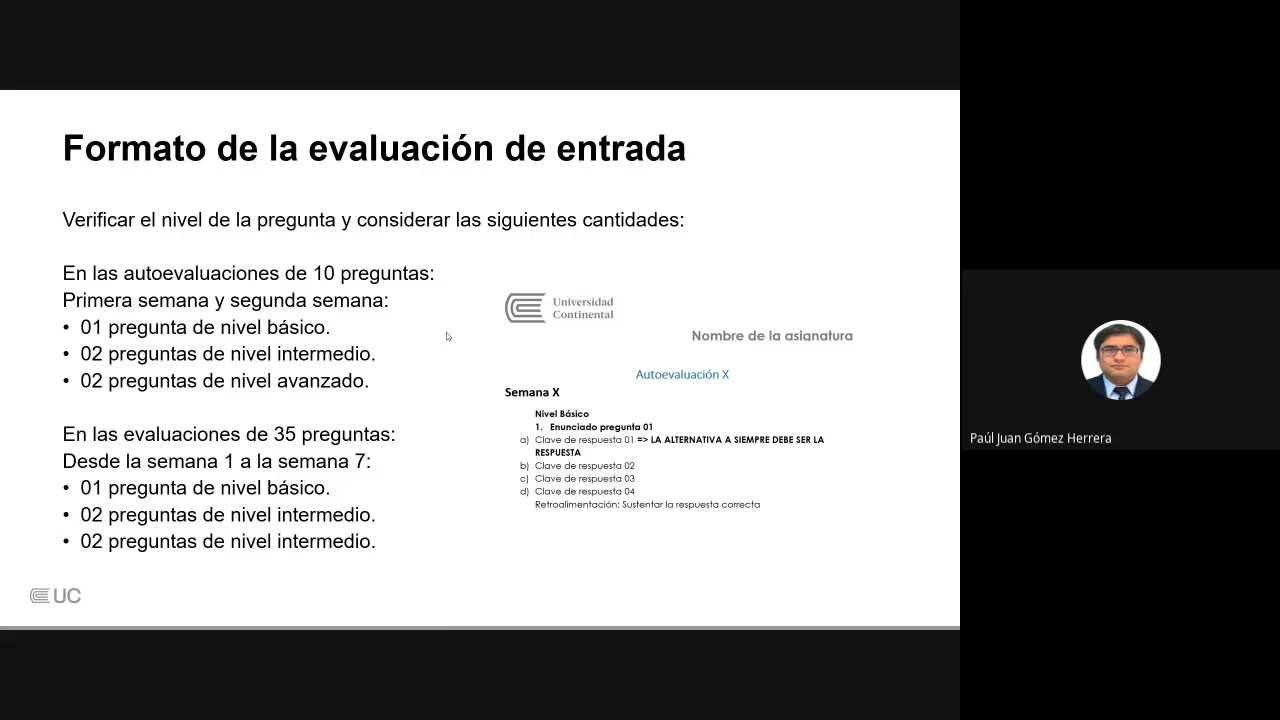 Formato de la evaluación de entrada
Verificar el nivel de la pregunta y considerar las siguientes cantidades:
En las autoevaluaciones de 10 preguntas:
Primera semana y segunda semana:
• 01 pregunta de nivel básico.
• 02 preguntas de nivel intermedio.
• 02 preguntas de nivel avanzado.
En las evaluaciones de 35 preguntas:
Desde la semana 1 a la semana 7:
• 01 pregunta de nivel básico.
• 02 preguntas de nivel intermedio.
• 02 preguntas de nivel intermedio.
Universidad
Continental
Nombre de la asignatura
Autoevaluación X
Semana X
Nivel Básico
1. Enunciado pregunta 01
a) Clave de respuesta 01 => LA ALTERNATIVA A SIEMPRE DEBE SER LA
RESPUESTA
b) Clave de respuesta 02
c) Clave de respuesta 03
d) Clave de respuesta 04
Retroalimentación: Sustentar la respuesta correcta
UC
Paúl Juan Gómez Herrera